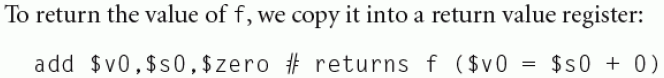 To return the value of f, we copy it into a return value register:
add $v0,$s0,$zero # returns f ($v0 = $s0 + 0)